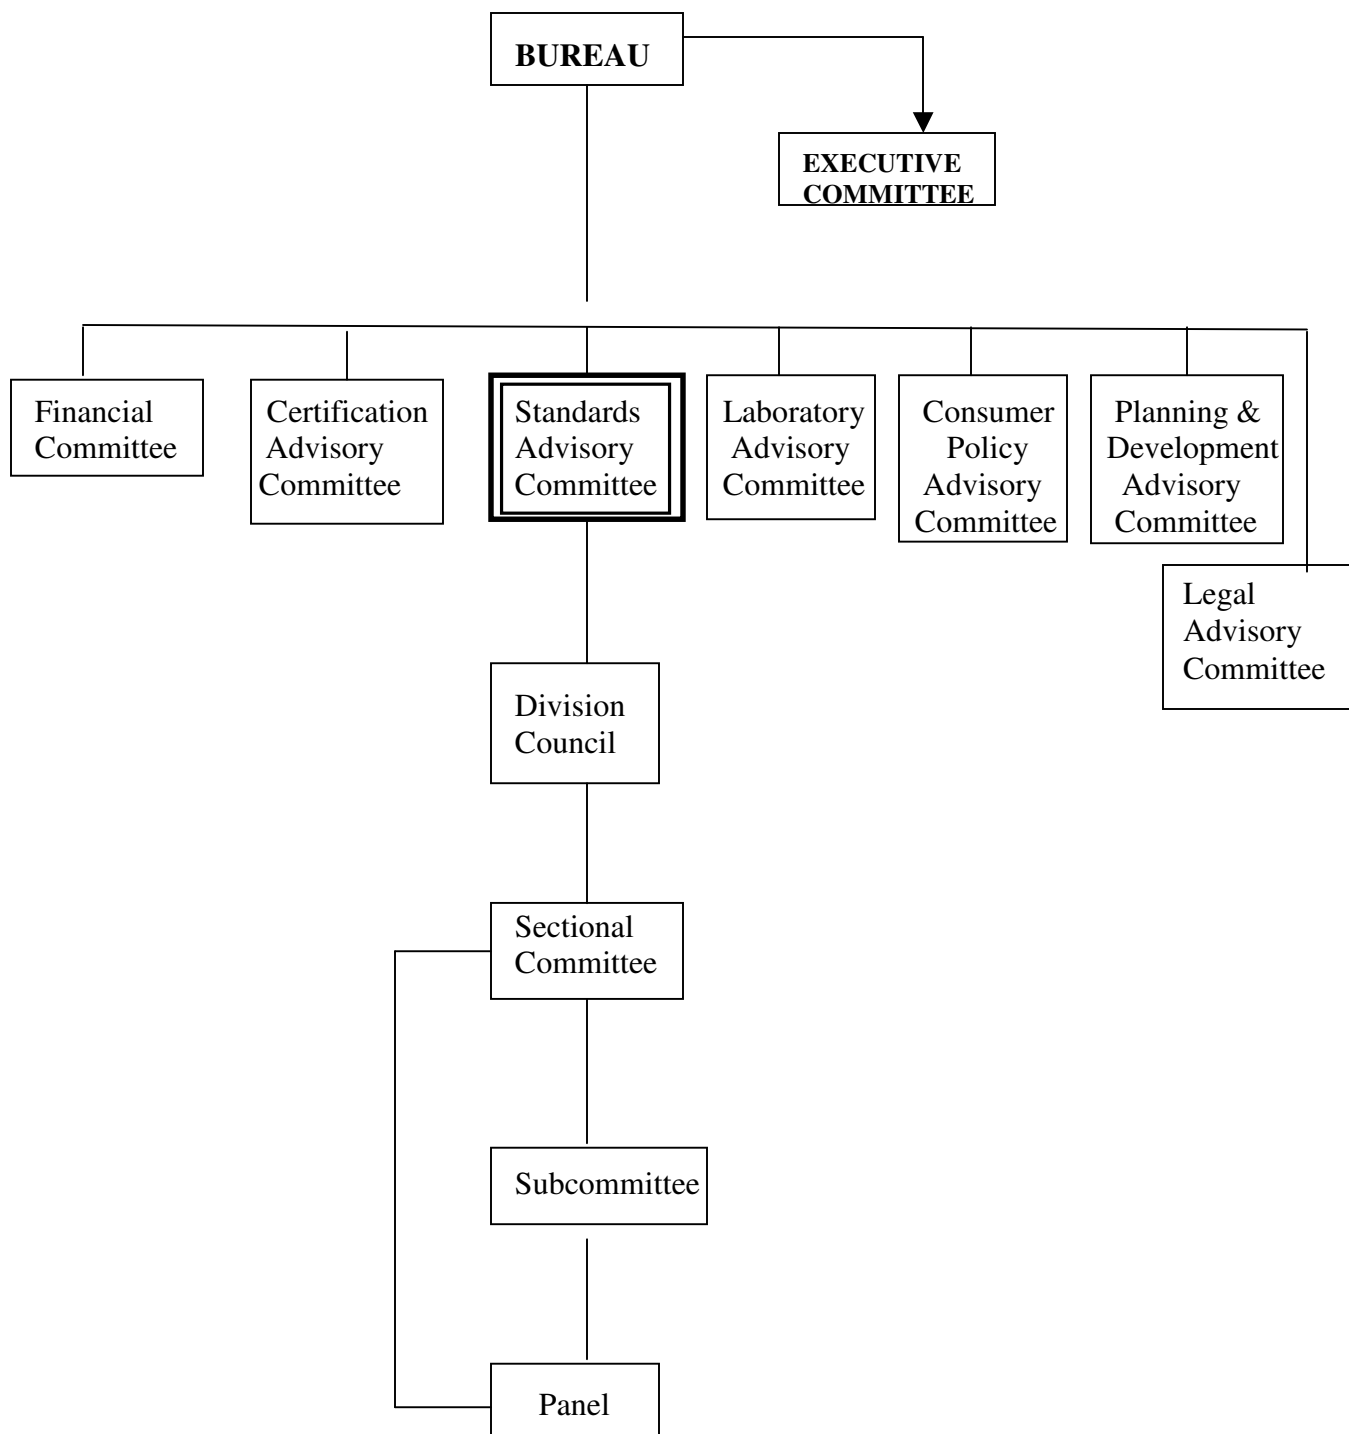 BUREAU
EXECUTIVE
COMMITTEE
Financial
Committee
Certification
Advisory
Committee
Standards
Advisory
Committee
Laboratory
Advisory
Committee
Consumer
Policy
Advisory
Committee
Planning &
Development
Advisory
Committee
Legal
Advisory
Committee
Division
Council
Sectional
Committee
Subcommittee
Panel